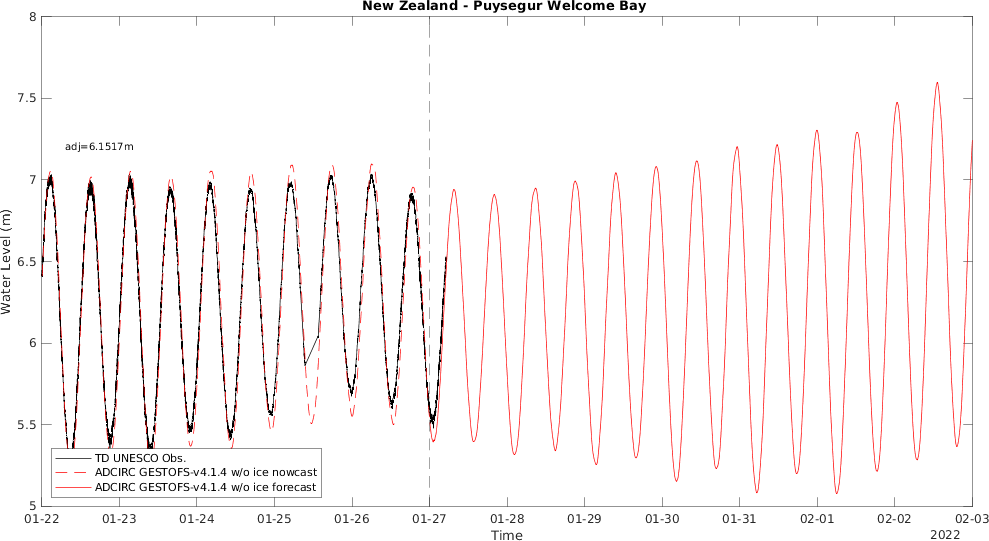 New Zealand - Puysegur Welcome Bay
8
7.5
7
6.5
6
5.5
5
Water Level (m)
adj=6.1517m
TD UNESCO Obs.
ADCIRC GESTOFS-v4.1.4 w/o ice nowcast
ADCIRC GESTOFS-v4.1.4 w/o ice forecast
01-22 01-23 01-24 01-25 01-26 01-27 01-28 01-29 01-30 01-31 02-01 02-02 02-03
Time
2022